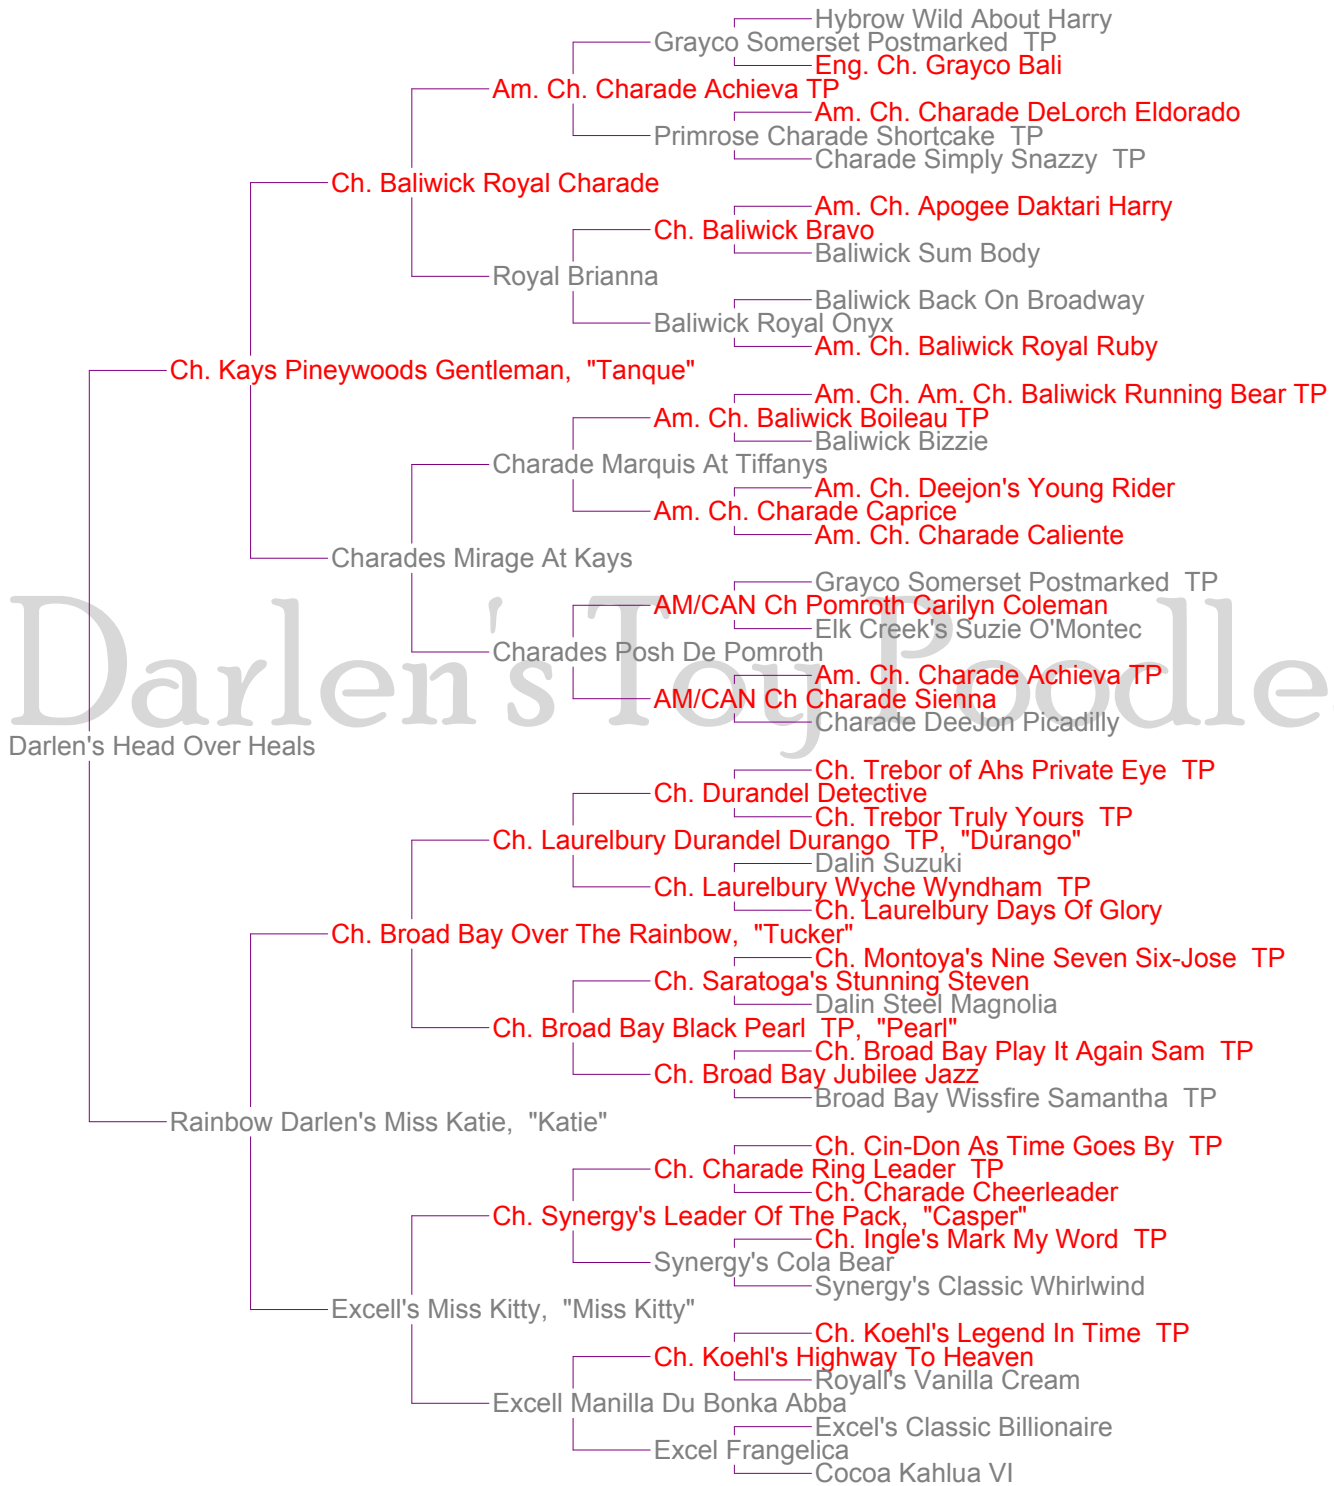 Hybrow Wild About Harry
Grayco Somerset Postmarked TP
Eng. Ch. Grayco Bali
Am. Ch. Charade Achieva TP
Am. Ch. Charade DeLorch Eldorado
Primrose Charade Shortcake TP
Charade Simply Snazzy TP
Ch. Baliwick Royal Charade
Am. Ch. Apogee Daktari Harry
Ch. Baliwick Bravo
Baliwick Sum Body
Royal Brianna
Baliwick Back On Broadway
Baliwick Royal Onyx
Am. Ch. Baliwick Royal Ruby
Ch. Kays Pineywoods Gentleman, "Tanque"
Am. Ch. Am. Ch. Baliwick Running Bear TP
Am. Ch. Baliwick Boileau TP
Baliwick Bizzie
Charade Marquis At Tiffanys
Am. Ch. Deejon's Young Rider
Am. Ch. Charade Caprice
Am. Ch. Charade Caliente
Charades Mirage At Kays
Grayco Somerset Postmarked TP
AM/CAN Ch Pomroth Carilyn Coleman
Elk Creek's Suzie O'Montec
Charades Posh De Pomroth
Am. Ch. Charade Achieva TP
AM/CAN Ch Charade Sienna
Charade DeeJon Picadilly
Darlen's Toy Poodle
Darlen's Head Over Heals
Ch. Trebor of Ahs Private Eye TP
Ch. Durandel Detective
Ch. Trebor Truly Yours TP
Ch. Laurelbury Durandel Durango TP, "Durango"
Dalin Suzuki
Ch. Laurelbury Wyche Wyndham TP
Ch. Laurelbury Days Of Glory
Ch. Broad Bay Over The Rainbow, "Tucker"
Ch. Montoya's Nine Seven Six-Jose TP
Ch. Saratoga's Stunning Steven
Dalin Steel Magnolia
Ch. Broad Bay Black Pearl TP, "Pearl"
Ch. Broad Bay Play It Again Sam TP
Ch. Broad Bay Jubilee Jazz
Broad Bay Wissfire Samantha TP
Rainbow Darlen's Miss Katie, "Katie"
Ch. Cin-Don As Time Goes By TP
Ch. Charade Ring Leader TP
Ch. Charade Cheerleader
Ch. Synergy's Leader Of The Pack, "Casper"
Ch. Ingle's Mark My Word TP
Synergy's Cola Bear
Synergy's Classic Whirlwind
Excell's Miss Kitty, "Miss Kitty"
Ch. Koehl's Legend In Time TP
Ch. Koehl's Highway To Heaven
Royall's Vanilla Cream
Excell Manilla Du Bonka Abba
Excel's Classic Billionaire
Excel Frangelica
Cocoa Kahlua VI